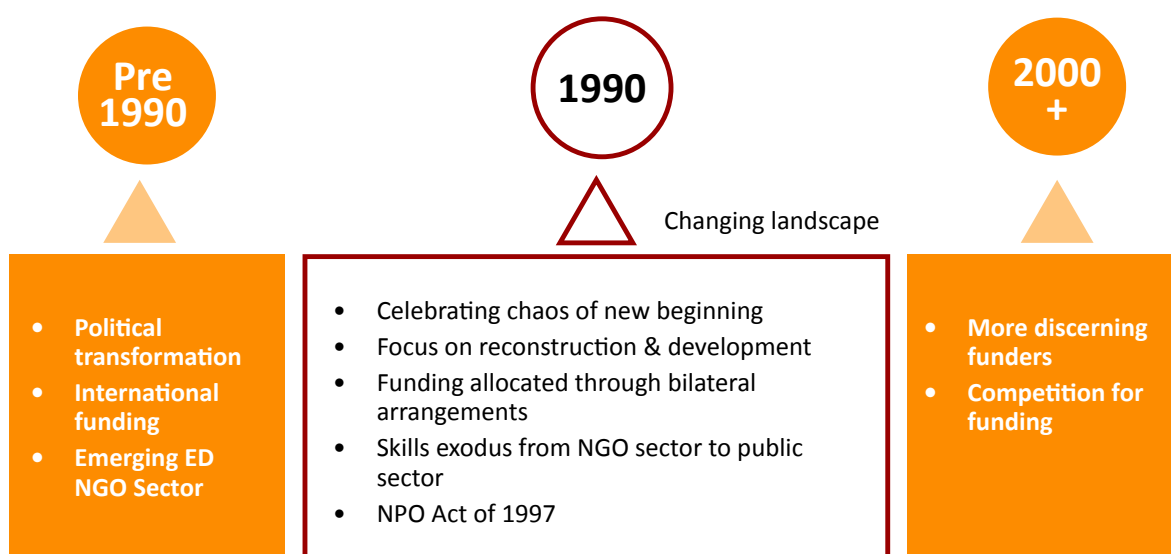 Pre
1990
1990
2000
+
Changing landscape
• Political
transformation
• International
funding
• Emerging ED
NGO Sector
• Celebrating chaos of new beginning
• Focus on reconstruction & development
• Funding allocated through bilateral
arrangements
• Skills exodus from NGO sector to public
sector
• NPO Act of 1997
• More discerning
funders
• Competition for
funding